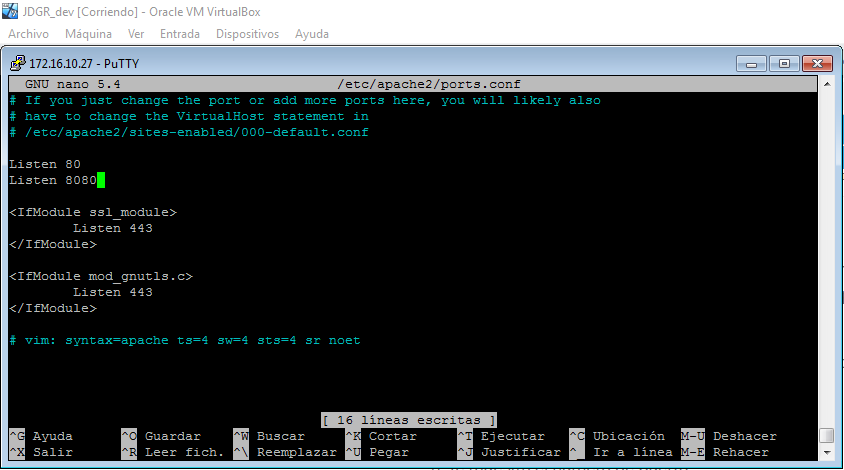 JDGR_dev [Corriendo] - Oracle VM VirtualBox
Archivo Máquina Ver Entrada Dispositivos Ayuda
172.16.10.27 - PuTTY
GNU nano 5.4 /etc/apache2/ports.conf
# If you just change the port or add more ports here, you will likely also
# have to change the VirtualHost statement in
# /etc/apache2/sites-enabled/000-default.conf
Listen 80
Listen 8080
<IfModule ssl_module>
Listen 443
</IfModule>
<IfModule mod_gnutls.c>
Listen 443
</IfModule>
# vim: syntax=apache ts=4 sw=4 sts=4 sr noet
[ 16 líneas escritas ]
^G Ayuda ^O Guardar ^W Buscar ^K Cortar ^T Ejecutar ^C Ubicación M-U Deshacer
^X Salir ^R Leer fich. ^\ Reemplazar ^U Pegar ^J Justificar ^_ Ir a línea M-E Rehacer